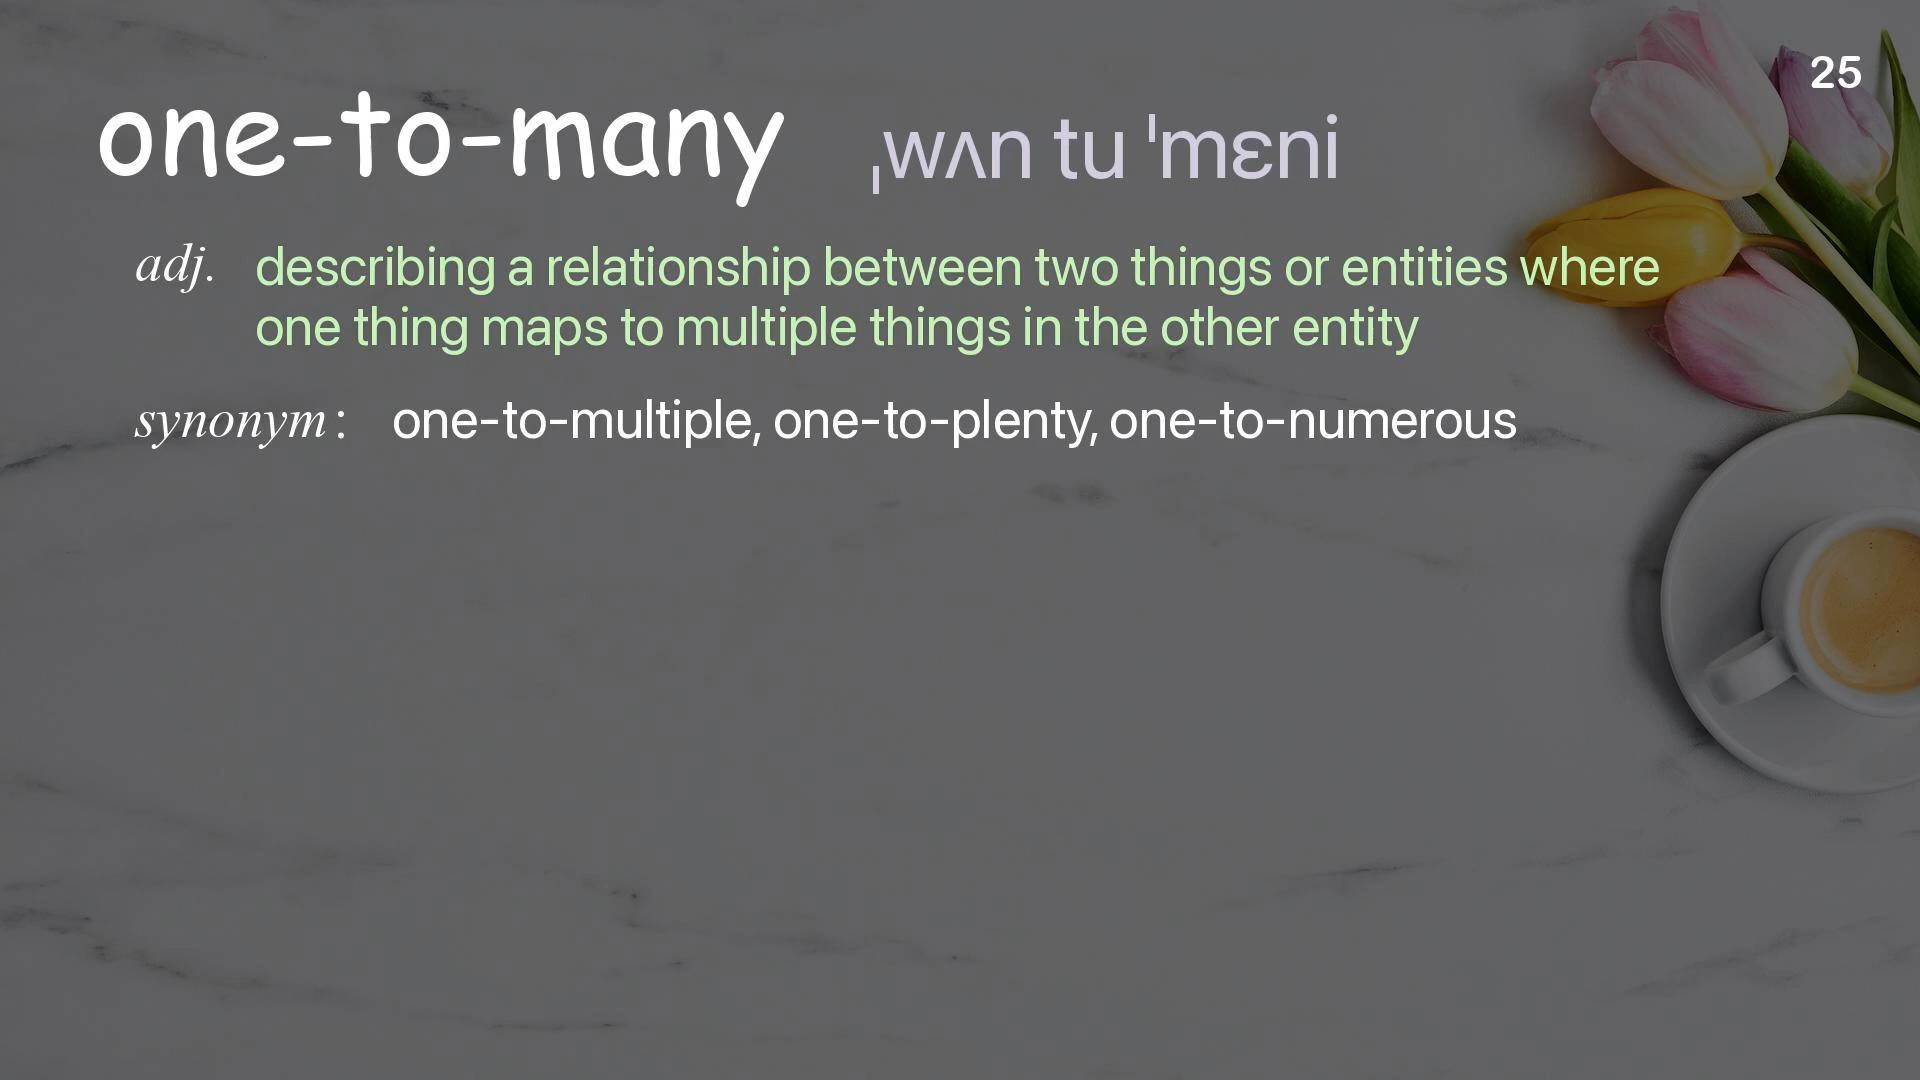 25
one-to-many ˌwʌn tu ˈmɛni
adj. describing a relationship between two things or entities where
one thing maps to multiple things in the other entity
synonym: one-to-multiple, one-to-plenty, one-to-numerous